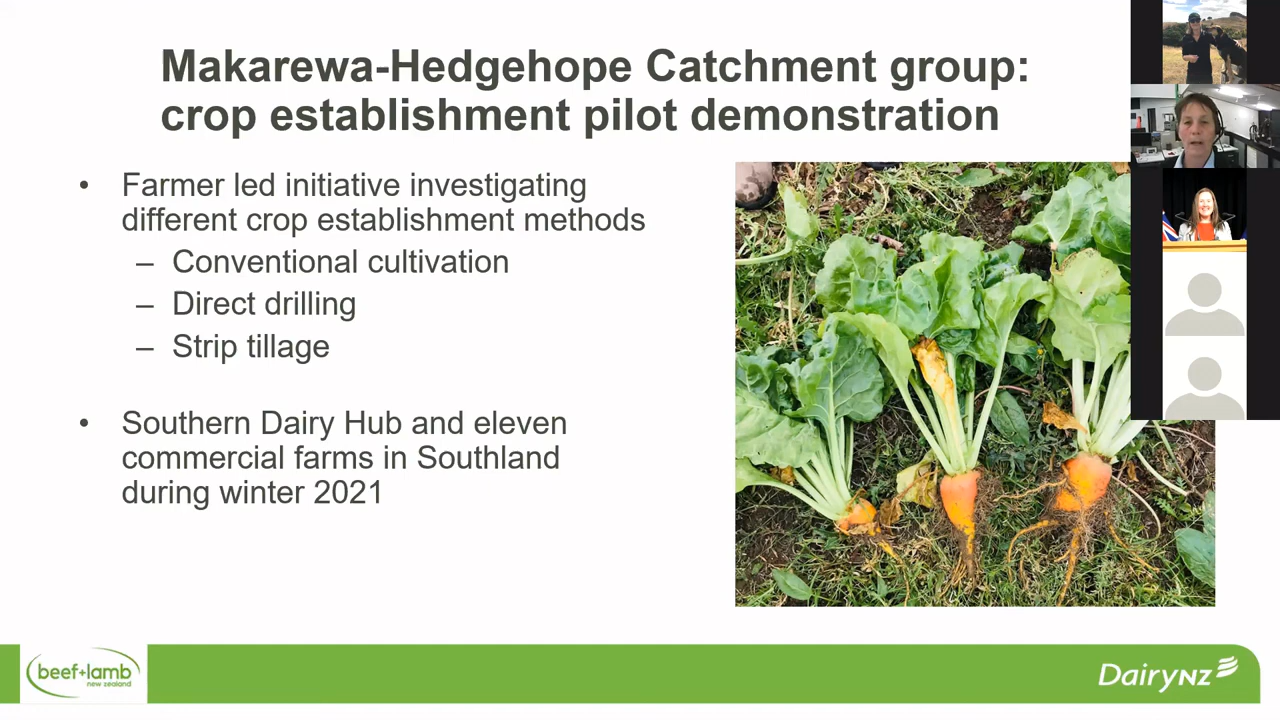 Makarewa-Hedgehope Catchment group:
crop establishment pilot demonstration
• Farmer led initiative investigating
different crop establishment methods
– Conventional cultivation
– Direct drilling
– Strip tillage
• Southern Dairy Hub and eleven
commercial farms in Southland
during winter 2021
beef+lamb
new zealand
DairyNZ